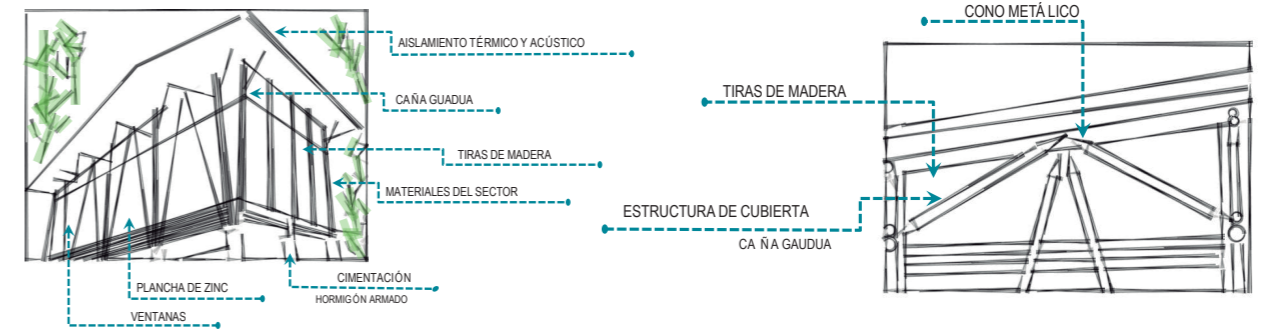 AISLAMIENTO TÉRMICO Y ACÚSTICO
CAÑA GUADUA
TIRAS DE MADERA
MATERIALES DEL SECTOR
CIMENTACIÓN
HORMIGÓN ARMADO
PLANCHA DE ZINC
VENTANAS
CONO METÁ LICO
TIRAS DE MADERA
ESTRUCTURA DE CUBIERTA
CA Ñ A GAUDUA